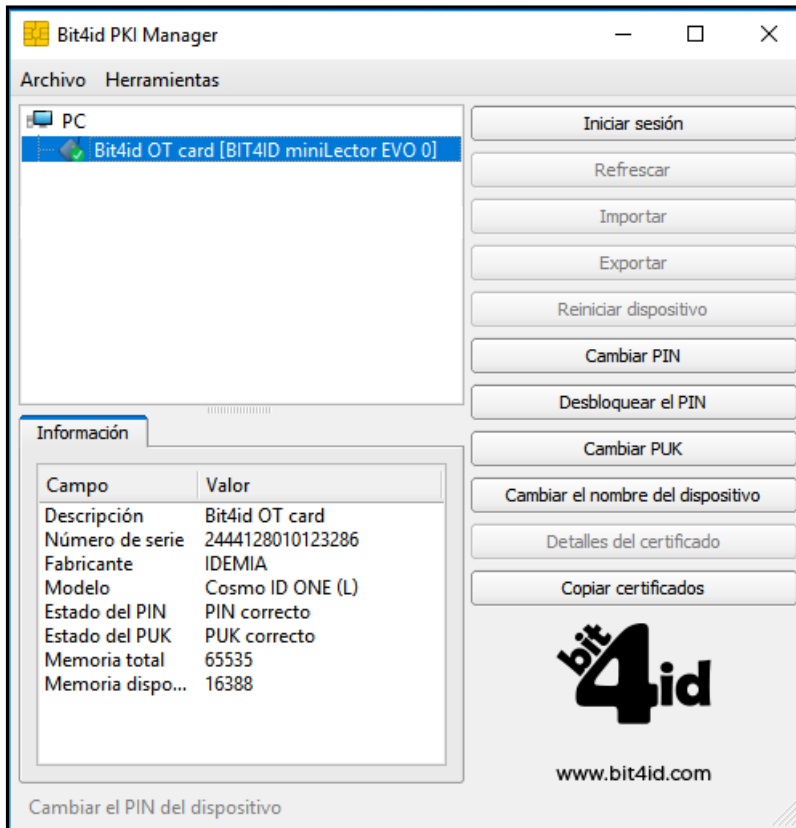 Bit4id PKI Manager
Archivo Herramientas
PC
Bit4id OT card [BIT4ID miniLector EVO 0]
Iniciar sesión
Refrescar
Importar
Exportar
Reiniciar dispositivo
Cambiar PIN
Desbloquear el PIN
Cambiar PUK
Cambiar el nombre del dispositivo
Detalles del certificado
Copiar certificados
Información
Campo Valor
Descripción Bit4id OT card
Número de serie 2444128010123286
Fabricante IDEMIA
Modelo Cosmo ID ONE (L)
Estado del PIN PIN correcto
Estado del PUK PUK correcto
Memoria total 65535
Memoria dispo... 16388
bit4id
www.bit4id.com
Cambiar el PIN del dispositivo